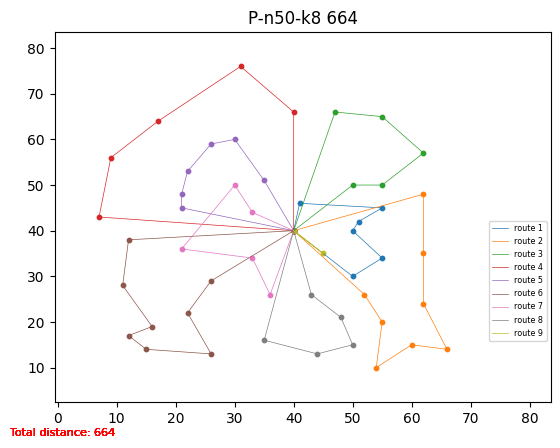 P-n50-k8 664
80
70
60
50
40
30
20
10
0 10 20 30 40 50 60 70 80
route 1
route 2
route 3
route 4
route 5
route 6
route 7
route 8
route 9
Total distance: 664